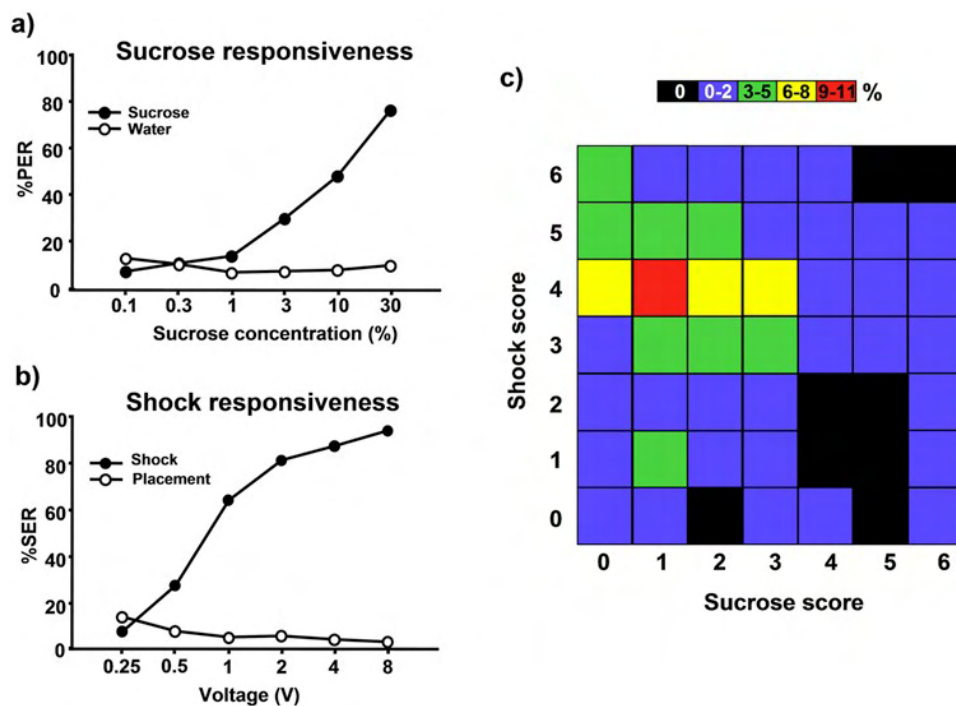 a)
Sucrose responsiveness
100
80
60
40
20
0
%PER
Sucrose
Water
0.1 0.3 1 3 10 30
Sucrose concentration (%)
b)
Shock responsiveness
100
80
60
40
20
0
%SER
Shock
Placement
0.25 0.5 1 2 4 8
Voltage (V)
c)
0 0-2 3-5 6-8 9-11 %
6
5
4
3
2
1
0
Shock score
0 1 2 3 4 5 6
Sucrose score